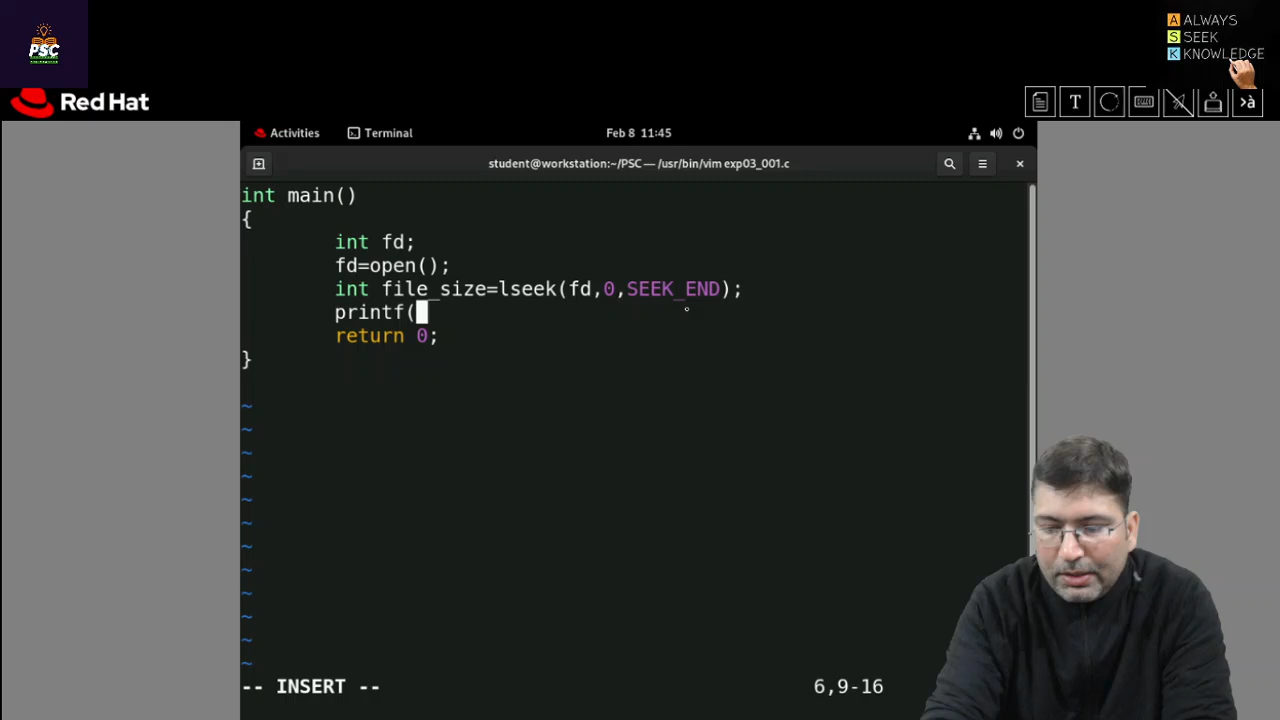 PSC
A ALWAYS
S SEEK
K KNOWLEDGE
Red Hat
T
›à
Activities
Terminal
Feb 8 11:45
student@workstation:~/PSC — /usr/bin/vim exp03_001.c
int main()
{
int fd;
fd=open();
int file_size=lseek(fd,0,SEEK_END);
printf(
return 0;
}
~
~
~
~
~
~
~
~
~
~
~
~
-- INSERT --
6,9-16